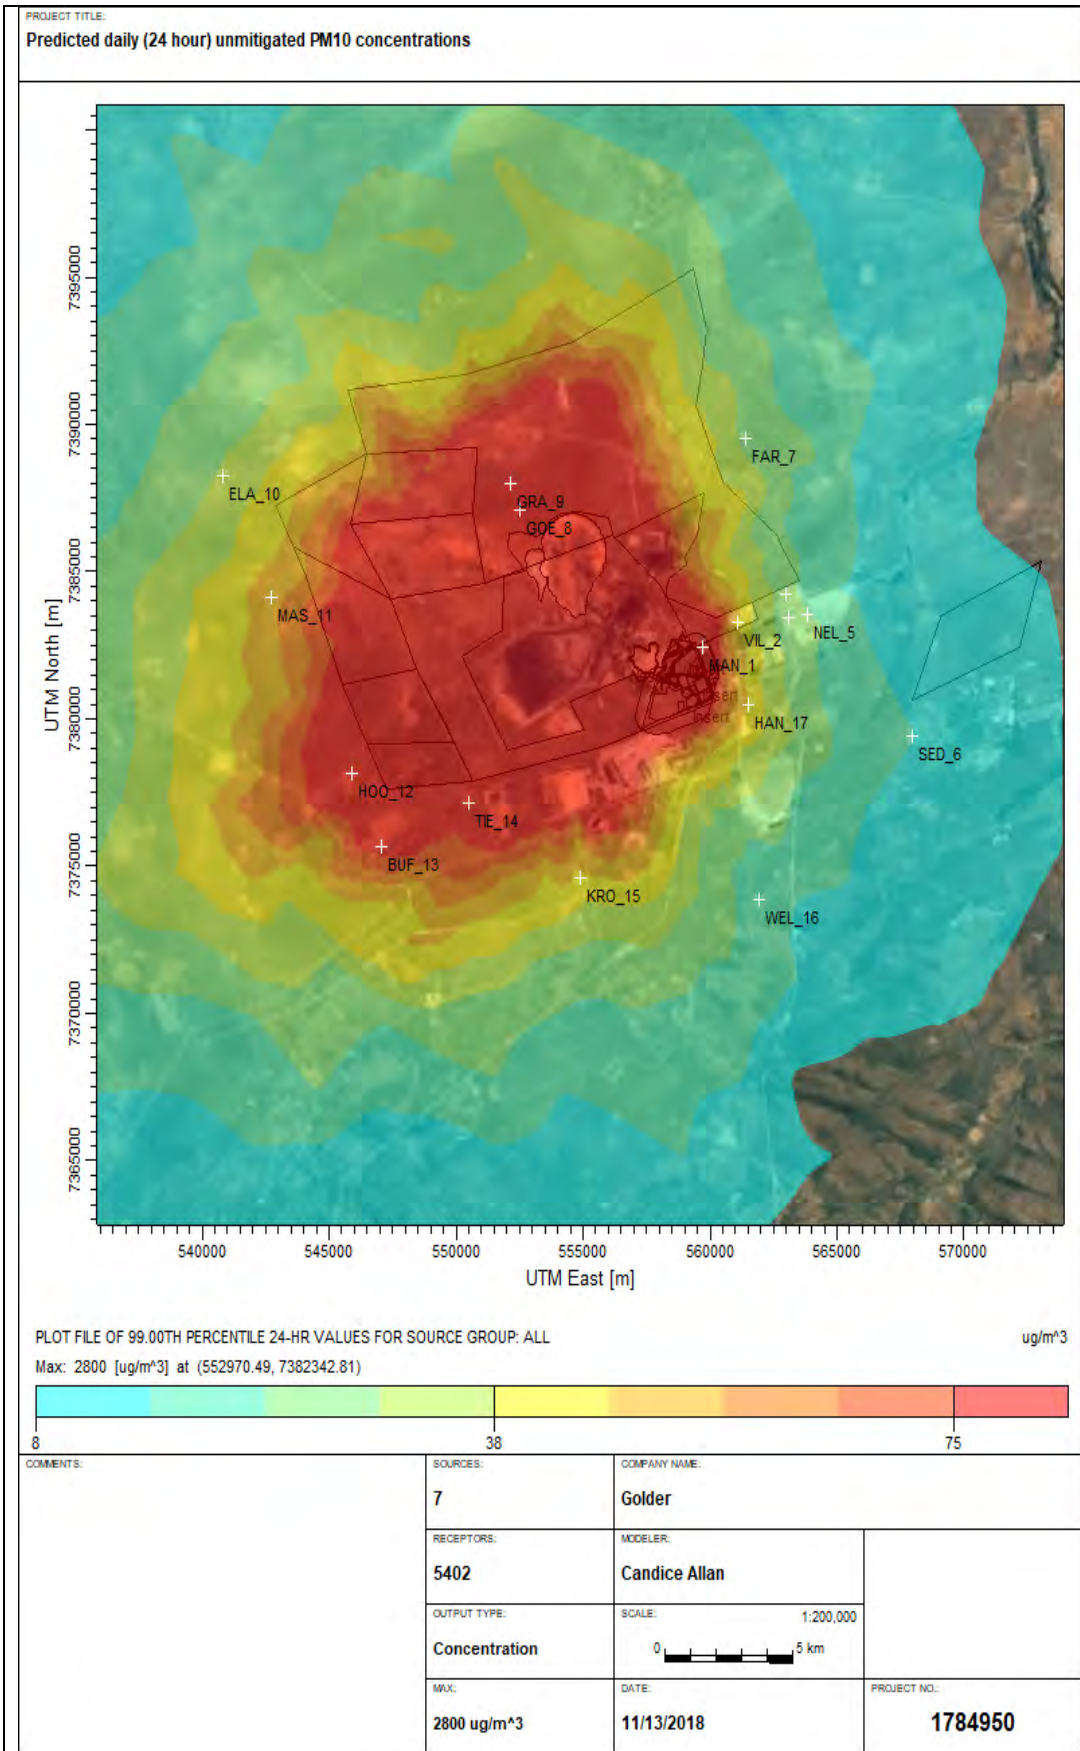 PROJECT TITLE:
Predicted daily (24 hour) unmitigated PM10 concentrations
UTM North [m]
7395000
7390000
7385000
7380000
7375000
7370000
7365000
FAR_7
ELA_10
GRA_9
GOE_8
MAS_11
NEL_5
VIL_2
MAN_1
Insert
Insert
HAN_17
SED_6
HOO_12
TIE_14
BUF_13
KRO_15
WEL_16
540000 545000 550000 555000 560000 565000 570000
UTM East [m]
PLOT FILE OF 99.00TH PERCENTILE 24-HR VALUES FOR SOURCE GROUP: ALL ug/m^3
Max: 2800 [ug/m^3] at (552970.49, 7382342.81)
8 38 75
COMMENTS:
SOURCES:
7
COMPANY NAME:
Golder
RECEPTORS:
5402
MODELER:
Candice Allan
OUTPUT TYPE:
Concentration
SCALE: 1:200,000
0 5 km
MAX:
2800 ug/m^3
DATE:
11/13/2018
PROJECT NO.:
1784950